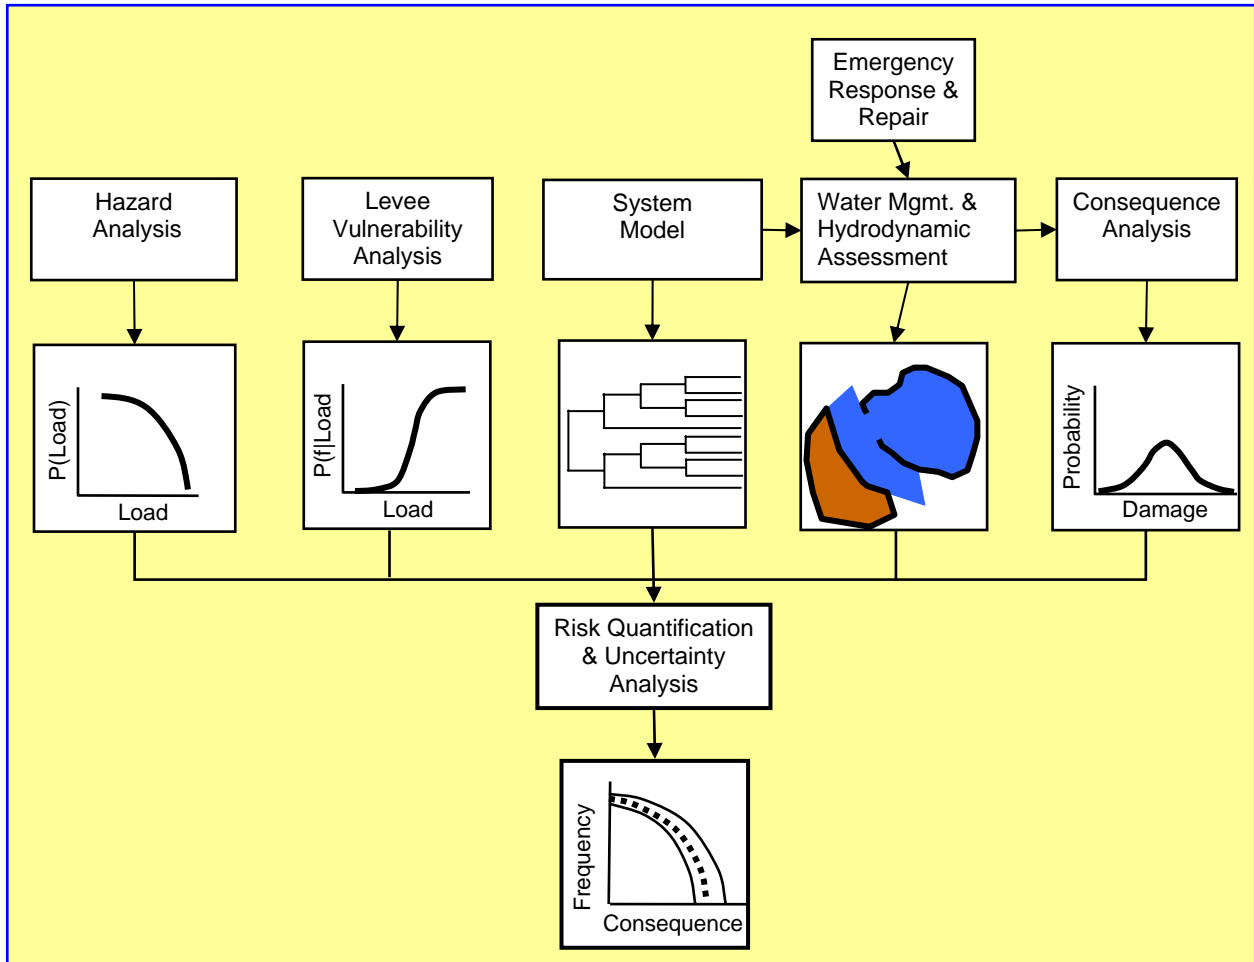 Emergency
Response &
Repair
Hazard
Analysis
Levee
Vulnerability
Analysis
System
Model
Water Mgmt. &
Hydrodynamic
Assessment
Consequence
Analysis
P(Load)
Load
P(f|Load
Load
Probability
Damage
Risk Quantification
& Uncertainty
Analysis
Frequency
Consequence